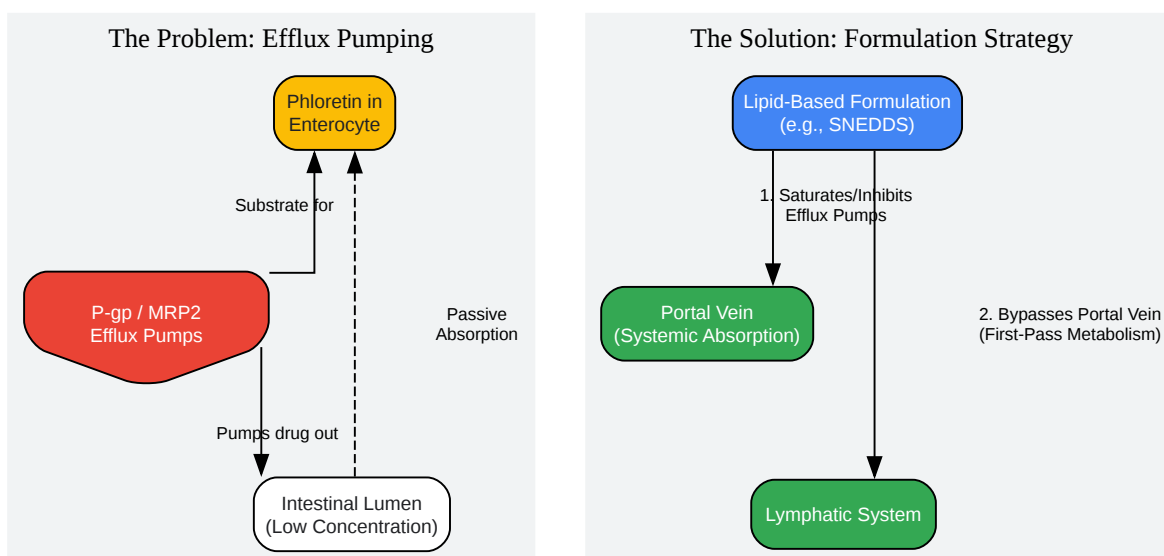 The Problem: Efflux Pumping
Phloretin in
Enterocyte
Substrate for
P-gp / MRP2
Efflux Pumps
Passive
Absorption
Pumps drug out
Intestinal Lumen
(Low Concentration)
The Solution: Formulation Strategy
Lipid-Based Formulation
(e.g., SNEDDS)
1. Saturates/Inhibits
Efflux Pumps
Portal Vein
(Systemic Absorption)
2. Bypasses Portal Vein
(First-Pass Metabolism)
Lymphatic System